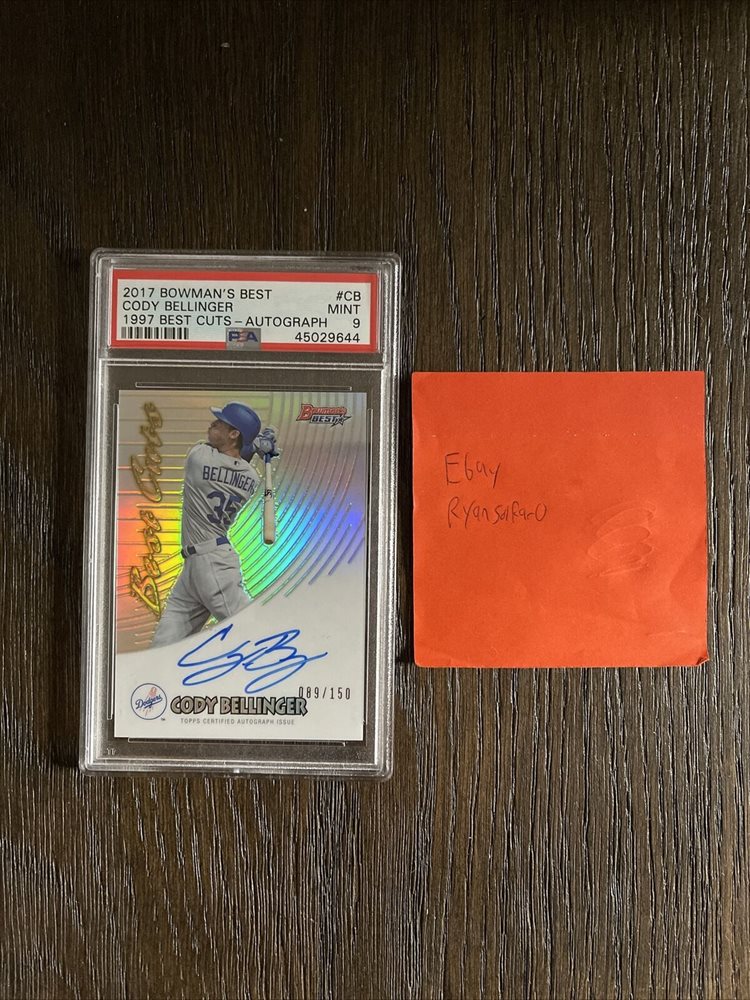 2017 BOWMAN'S BEST #CB
CODY BELLINGER MINT
1997 BEST CUTS - AUTOGRAPH 9
PSA 45029644
Best Cuts
BOWMAN'S BEST
BELLINGER
35
Dodgers
089/150
CODY BELLINGER
TOPPS CERTIFIED AUTOGRAPH ISSUE
Ebay